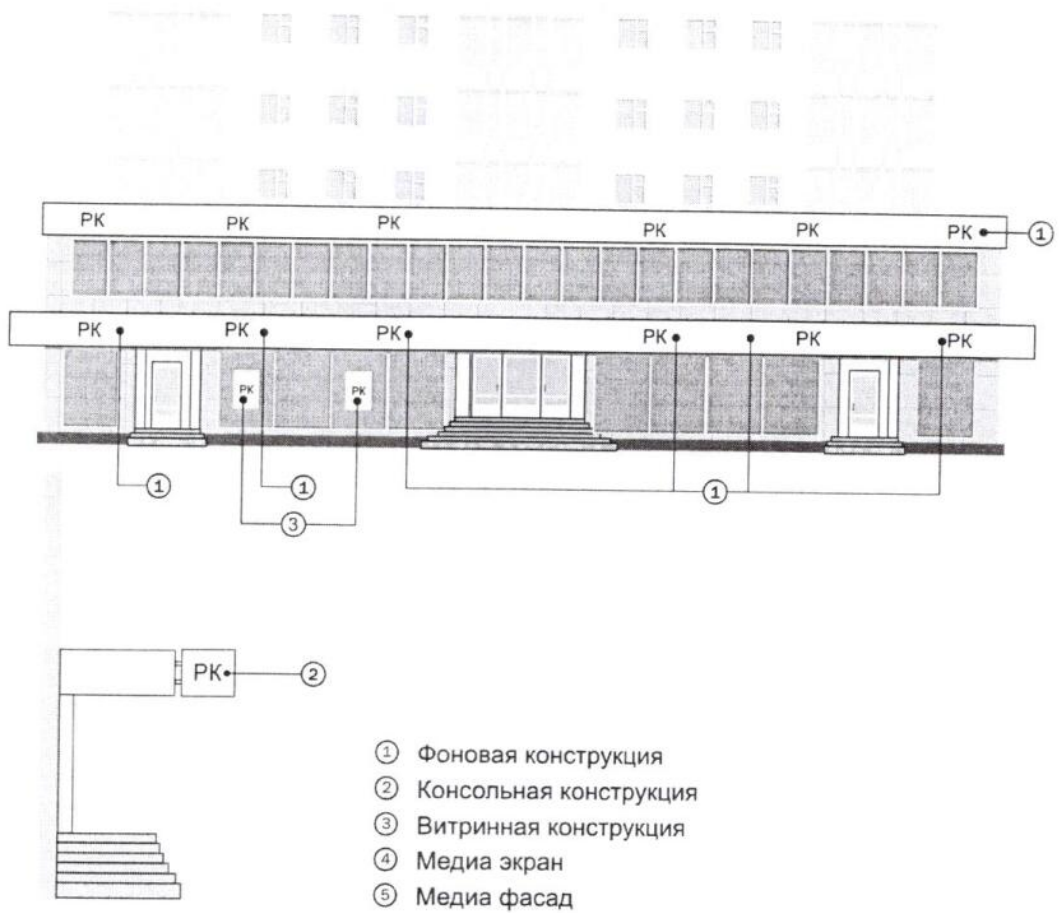 РК РК РК РК РК РК ①
РК РК РК РК РК РК
РК РК
① ① ①
③
РК ②
① Фоновая конструкция
② Консольная конструкция
③ Витринная конструкция
④ Медиа экран
⑤ Медиа фасад